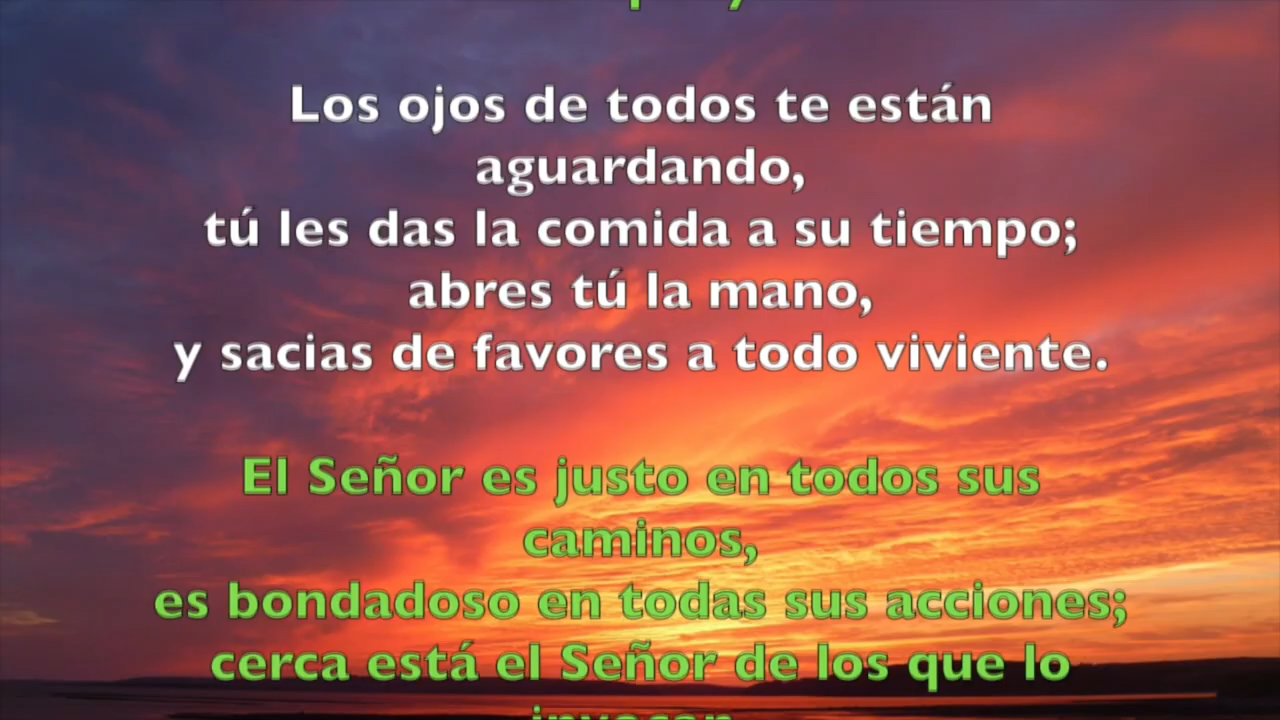 Los ojos de todos te están
aguardando,
tú les das la comida a su tiempo;
abres tú la mano,
y sacias de favores a todo viviente.
El Señor es justo en todos sus
caminos,
es bondadoso en todas sus acciones;
cerca está el Señor de los que lo
invocan